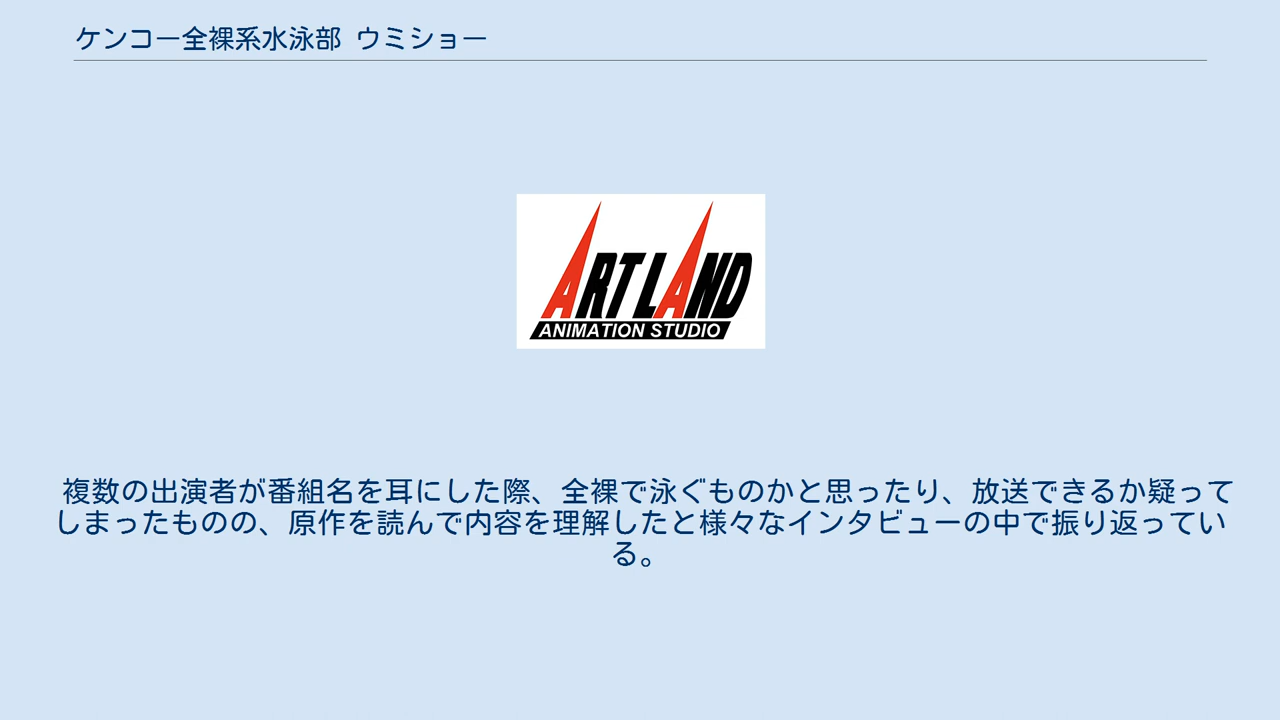 ケンコー全裸系水泳部 ウミショー
ARTLAND
ANIMATION STUDIO
複数の出演者が番組名を耳にした際、全裸で泳ぐものかと思ったり、放送できるか疑って
しまったものの、原作を読んで内容を理解したと様々なインタビューの中で振り返ってい
る。